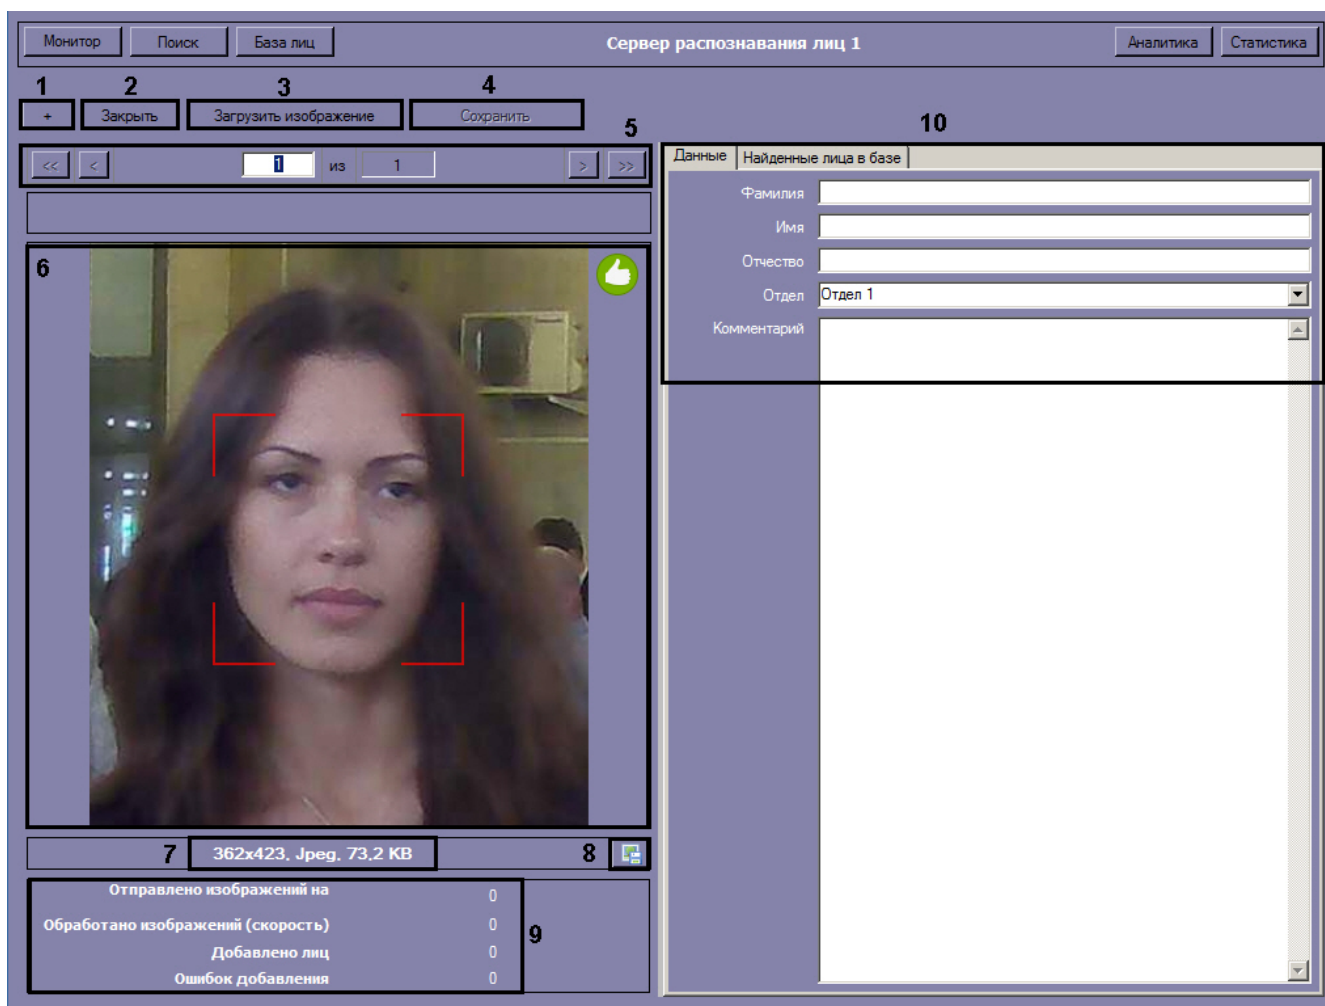 Монитор Поиск База лиц Сервер распознавания лиц 1 Аналитика Статистика
1 2 3 4
+ Закрыть Загрузить изображение Сохранить
5 10
<< < 1 из 1 > >>
Данные Найденные лица в базе
Фамилия
Имя
Отчество
Отдел Отдел 1
Комментарий
6
7 362x423, Jpeg, 73,2 KB 8
Отправлено изображений на 0
Обработано изображений (скорость) 0
9
Добавлено лиц 0
Ошибок добавления 0